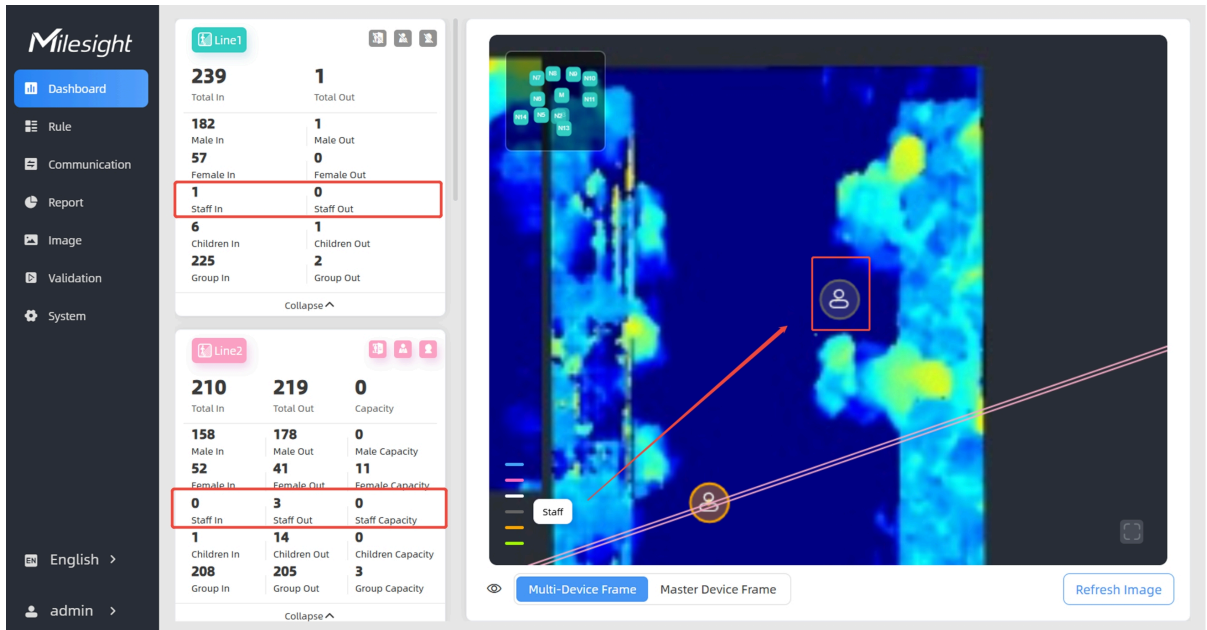 Milesight
Dashboard
Rule
Communication
Report
Image
Validation
System
EN English >
admin >
Line1
239 1
Total In Total Out
182 1
Male In Male Out
57 0
Female In Female Out
1 0
Staff In Staff Out
6 1
Children In Children Out
225 2
Group In Group Out
Collapse
Line2
210 219 0
Total In Total Out Capacity
158 178 0
Male In Male Out Male Capacity
52 41 11
Female In Female Out Female Capacity
0 3 0
Staff In Staff Out Staff Capacity
1 14 0
Children In Children Out Children Capacity
208 205 3
Group In Group Out Group Capacity
Collapse
N7 N8 N9 N10
N6 M N11
N14 N5 N2
N13
Staff
Multi-Device Frame Master Device Frame
Refresh Image